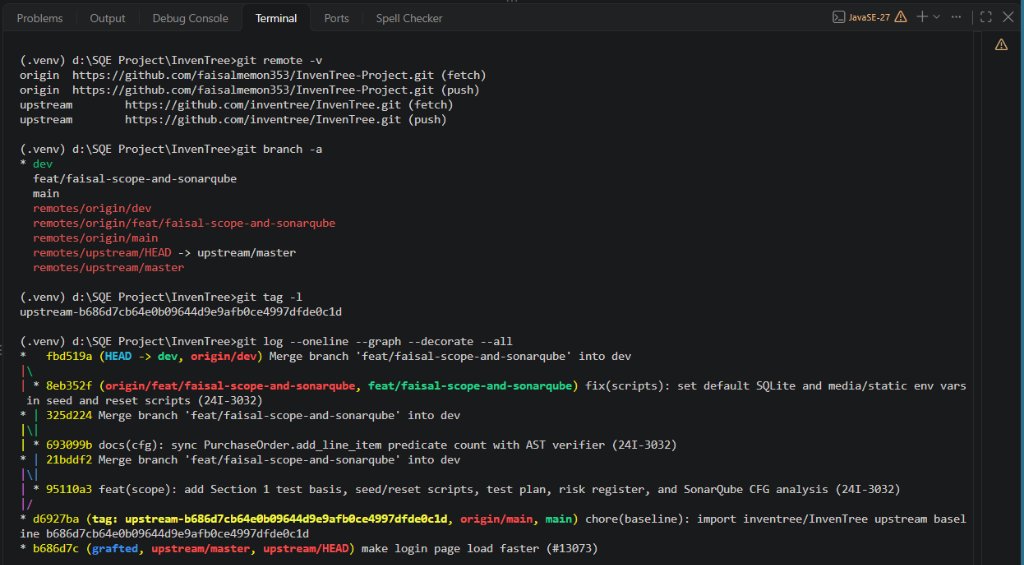 Problems Output Debug Console Terminal Ports Spell Checker JavaSE-27
(.venv) d:\SQE Project\InvenTree>git remote -v
origin  https://github.com/faisalmemon353/InvenTree-Project.git (fetch)
origin  https://github.com/faisalmemon353/InvenTree-Project.git (push)
upstream        https://github.com/inventree/InvenTree.git (fetch)
upstream        https://github.com/inventree/InvenTree.git (push)
(.venv) d:\SQE Project\InvenTree>git branch -a
* dev
  feat/faisal-scope-and-sonarqube
  main
  remotes/origin/dev
  remotes/origin/feat/faisal-scope-and-sonarqube
  remotes/origin/main
  remotes/upstream/HEAD -> upstream/master
  remotes/upstream/master
(.venv) d:\SQE Project\InvenTree>git tag -l
upstream-b686d7cb64e0b09644d9e9afb0ce4997dfde0c1d
(.venv) d:\SQE Project\InvenTree>git log --oneline --graph --decorate --all
*   fbd519a (HEAD -> dev, origin/dev) Merge branch 'feat/faisal-scope-and-sonarqube' into dev
|\
| * 8eb352f (origin/feat/faisal-scope-and-sonarqube, feat/faisal-scope-and-sonarqube) fix(scripts): set default SQLite and media/static env vars
 in seed and reset scripts (24I-3032)
* | 325d224 Merge branch 'feat/faisal-scope-and-sonarqube' into dev
|\|
| * 693099b docs(cfg): sync PurchaseOrder.add_line_item predicate count with AST verifier (24I-3032)
* | 21bddf2 Merge branch 'feat/faisal-scope-and-sonarqube' into dev
|\|
| * 95110a3 feat(scope): add Section 1 test basis, seed/reset scripts, test plan, risk register, and SonarQube CFG analysis (24I-3032)
|/
* d6927ba (tag: upstream-b686d7cb64e0b09644d9e9afb0ce4997dfde0c1d, origin/main, main) chore(baseline): import inventree/InvenTree upstream basel
ine b686d7cb64e0b09644d9e9afb0ce4997dfde0c1d
* b686d7c (grafted, upstream/master, upstream/HEAD) make login page load faster (#13073)